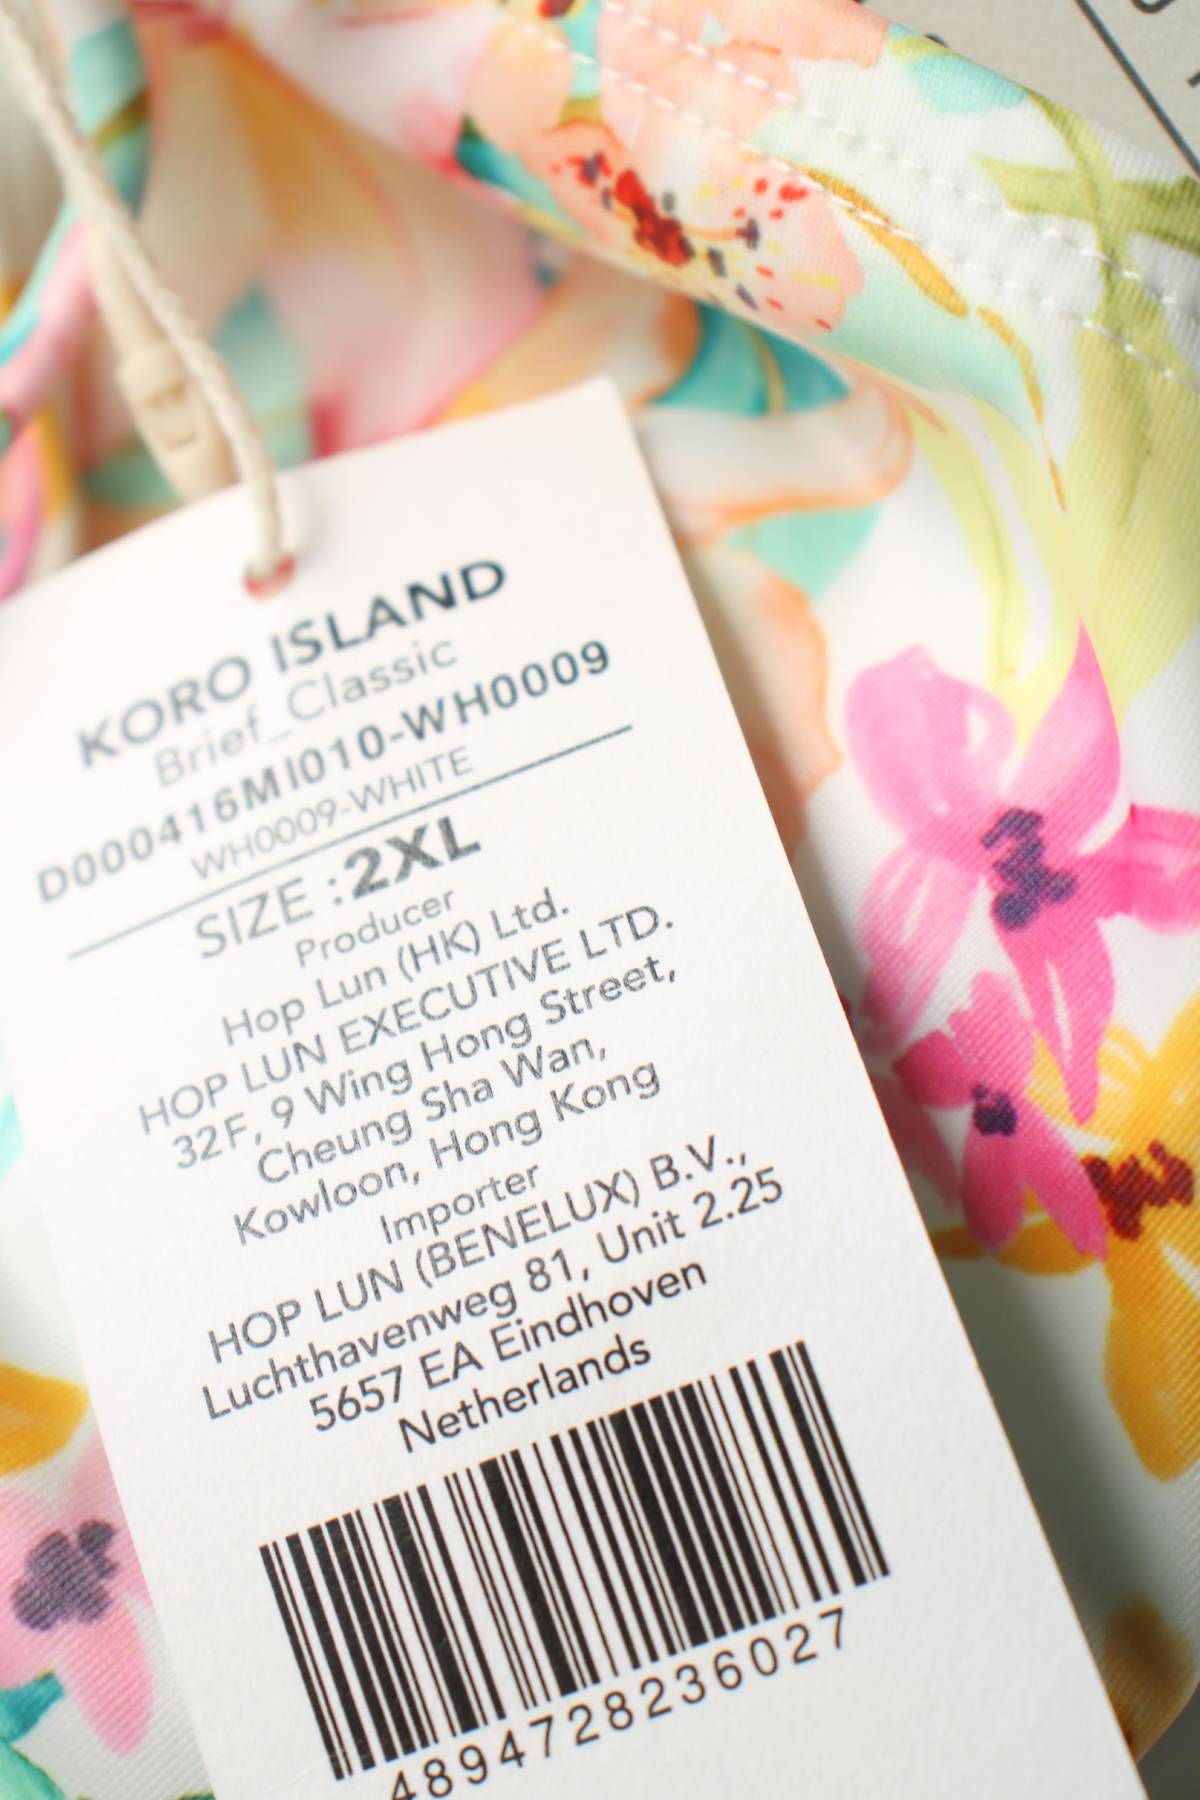 KORO ISLAND
Brief_Classic
D000416MI010-WH0009
WH0009-WHITE
SIZE :2XL
Producer
Hop Lun (HK) Ltd.
HOP LUN EXECUTIVE LTD.
32F, 9 Wing Hong Street,
Cheung Sha Wan,
Kowloon, Hong Kong
Importer
HOP LUN (BENELUX) B.V.,
Luchthavenweg 81, Unit 2.25
5657 EA Eindhoven
Netherlands
4894728236027